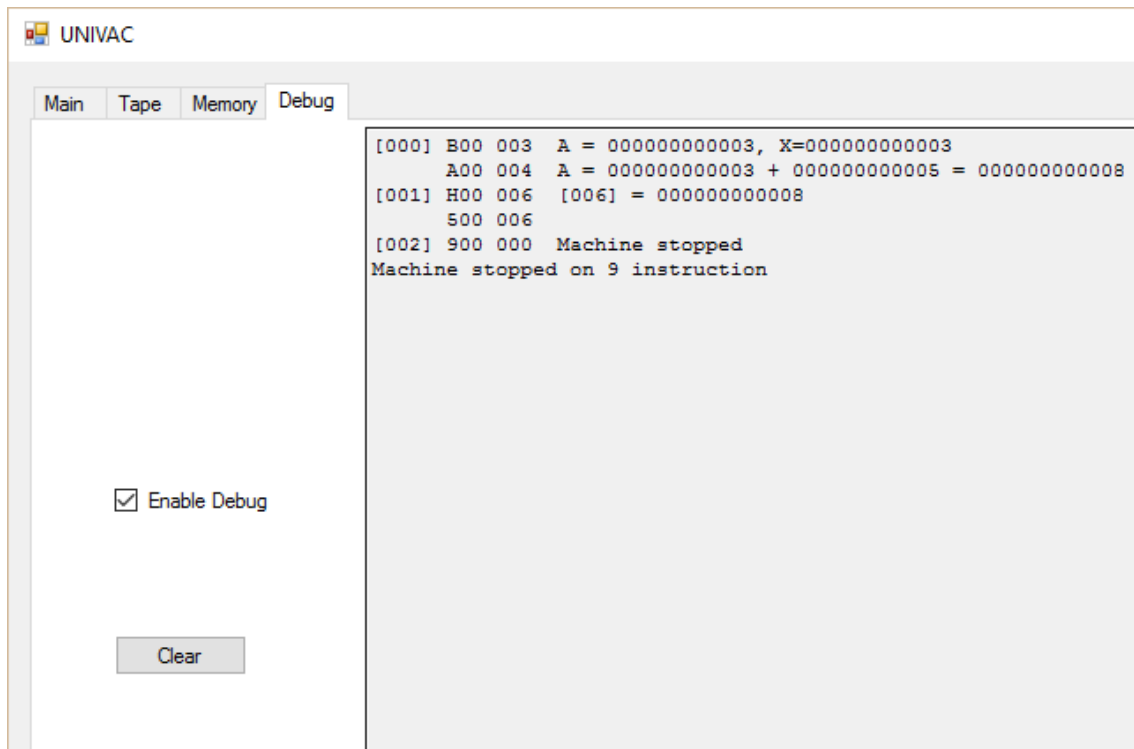 UNIVAC
Main Tape Memory Debug
[000] B00 003  A = 000000000003, X=000000000003
      A00 004  A = 000000000003 + 000000000005 = 000000000008
[001] H00 006  [006] = 000000000008
      500 006
[002] 900 000  Machine stopped
Machine stopped on 9 instruction
Enable Debug
Clear